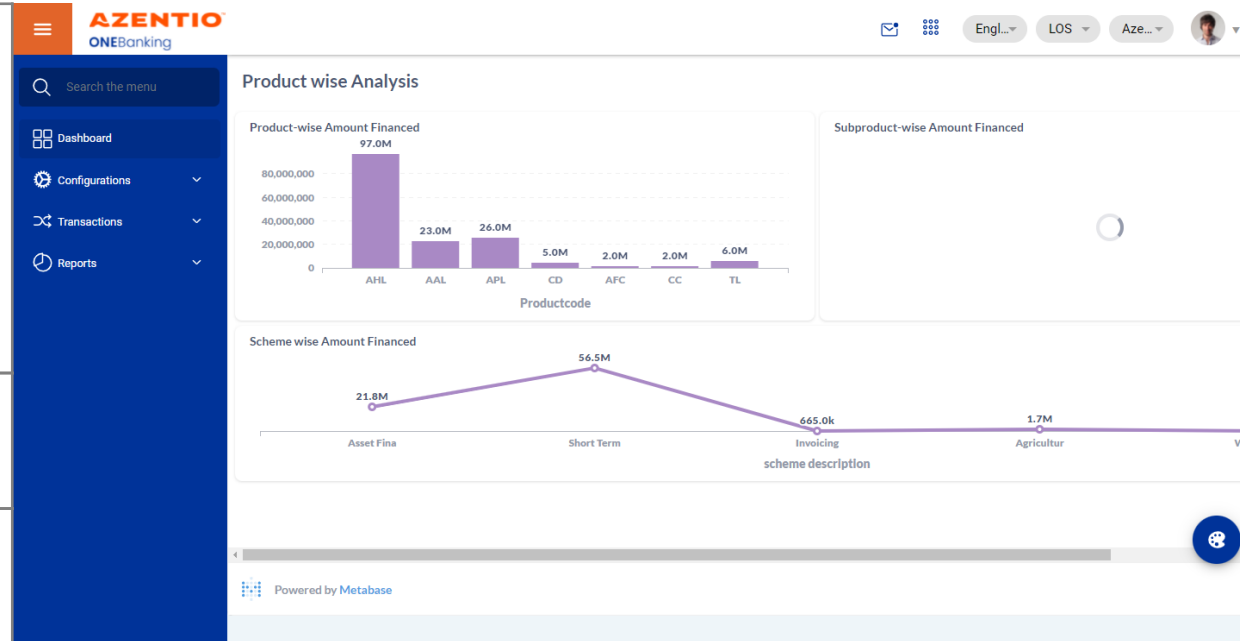 AZENTIO
ONEBanking
Engl...
LOS
Aze...
Search the menu
Dashboard
Configurations
Transactions
Reports
Product wise Analysis
Product-wise Amount Financed
97.0M
80,000,000
60,000,000
40,000,000
20,000,000
0
23.0M
26.0M
5.0M
2.0M
2.0M
6.0M
AHL AAL APL CD AFC CC TL
Productcode
Subproduct-wise Amount Financed
Scheme wise Amount Financed
56.5M
21.8M
665.0k
1.7M
Asset Fina Short Term Invoicing Agricultur
scheme description
Powered by Metabase